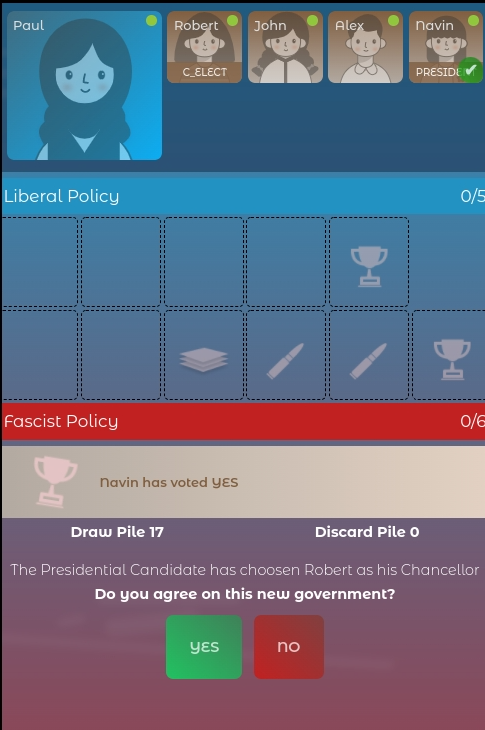 Paul
Robert
John
Alex
Navin
C_ELECT
Liberal Policy
0/5
Fascist Policy
0/6
Navin has voted YES
Draw Pile 17
Discard Pile 0
The Presidential Candidate has choosen Robert as his Chancellor
Do you agree on this new government?
YES
NO